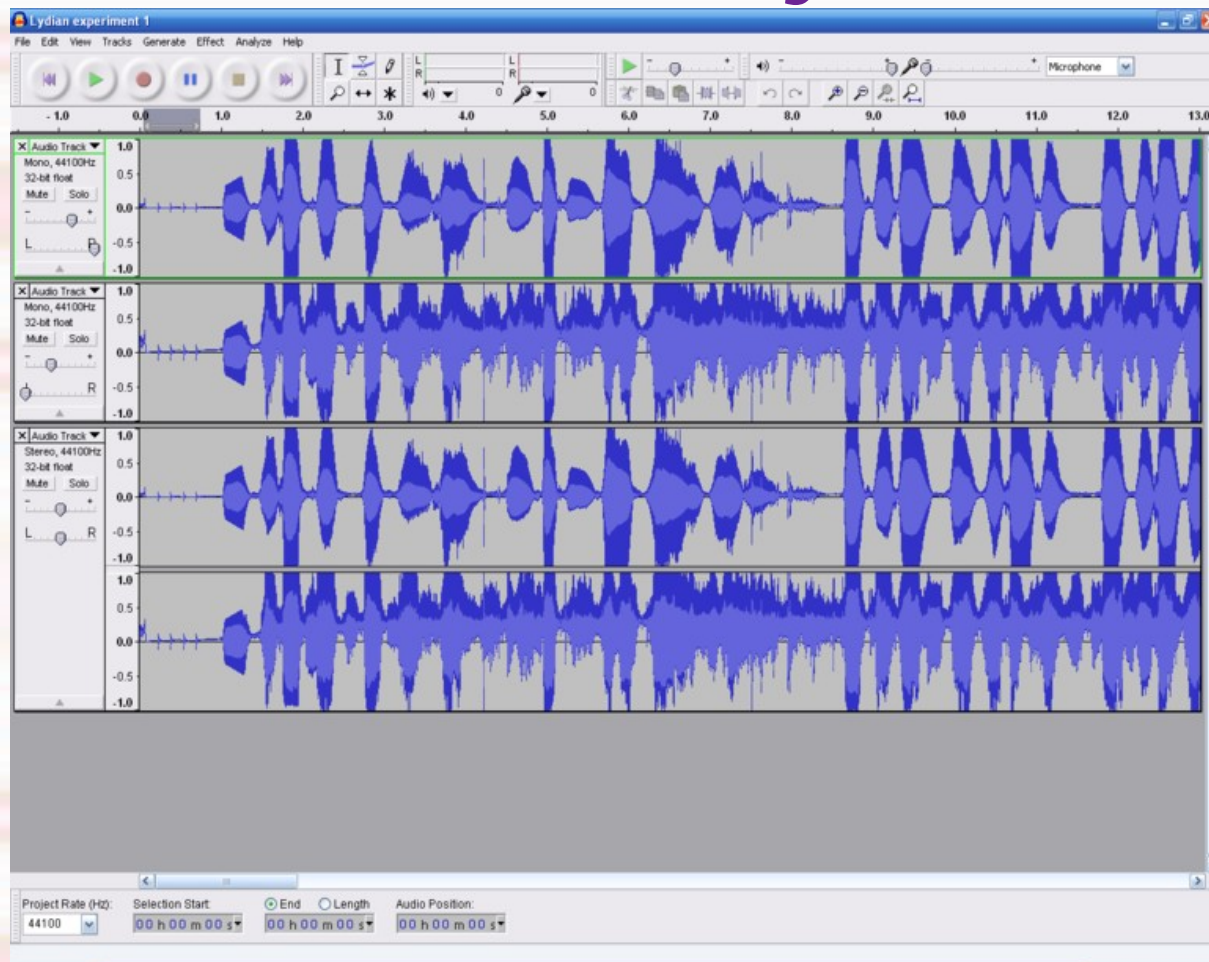 Lydian experiment 1
File Edit View Tracks Generate Effect Analyze Help
L
R
0
L
R
0
Microphone
- 1.0 0.0 1.0 2.0 3.0 4.0 5.0 6.0 7.0 8.0 9.0 10.0 11.0 12.0 13.0
X Audio Track
Mono, 44100Hz
32-bit float
Mute Solo
- +
L R
1.0
0.5
0.0
-0.5
-1.0
X Audio Track
Mono, 44100Hz
32-bit float
Mute Solo
- +
R
1.0
0.5
0.0
-0.5
-1.0
X Audio Track
Stereo, 44100Hz
32-bit float
Mute Solo
- +
L R
1.0
0.5
0.0
-0.5
-1.0
1.0
0.5
0.0
-0.5
-1.0
Project Rate (Hz): Selection Start: End Length Audio Position:
44100 00 h 00 m 00 s 00 h 00 m 00 s 00 h 00 m 00 s